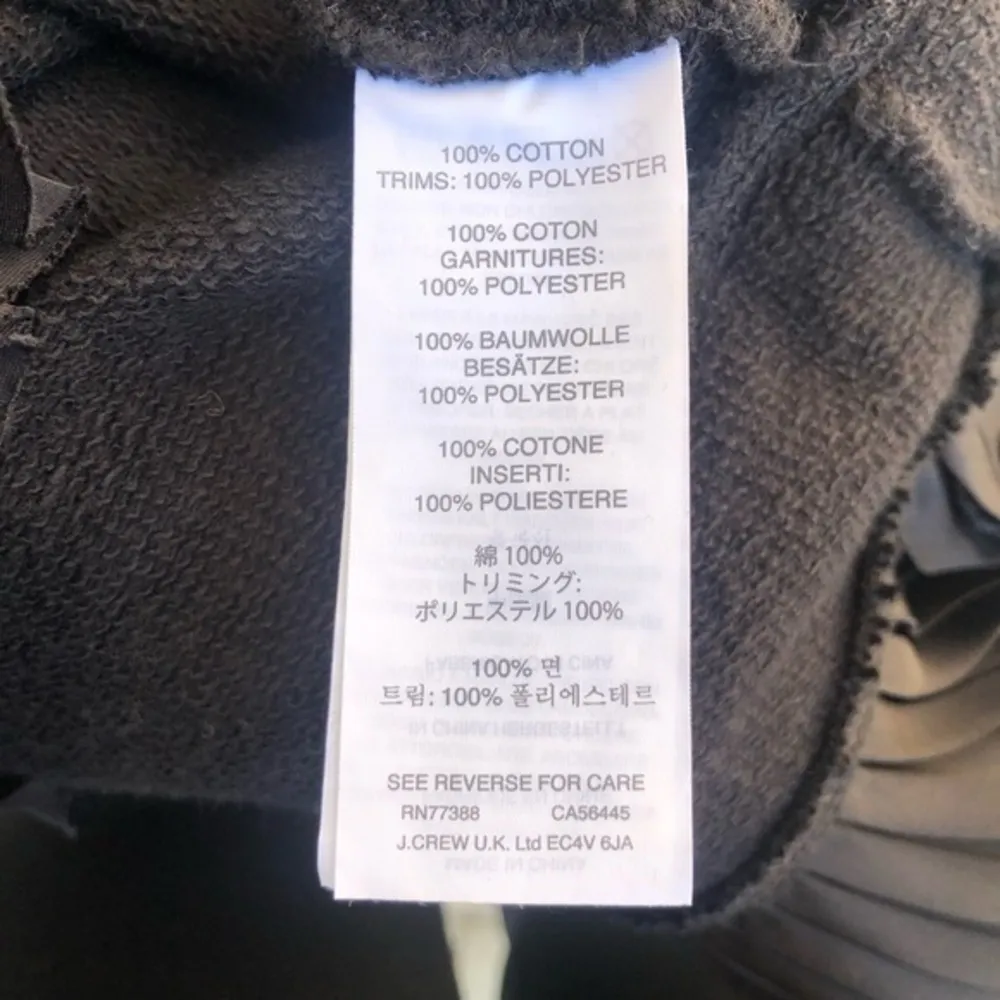 100% COTTON
TRIMS: 100% POLYESTER
100% COTON
GARNITURES:
100% POLYESTER
100% BAUMWOLLE
BESÄTZE:
100% POLYESTER
100% COTONE
INSERTI:
100% POLIESTERE
綿 100%
トリミング:
ポリエステル 100%
100% 면
트림: 100% 폴리에스테르
SEE REVERSE FOR CARE
RN77388 CA56445
J.CREW U.K. Ltd EC4V 6JA